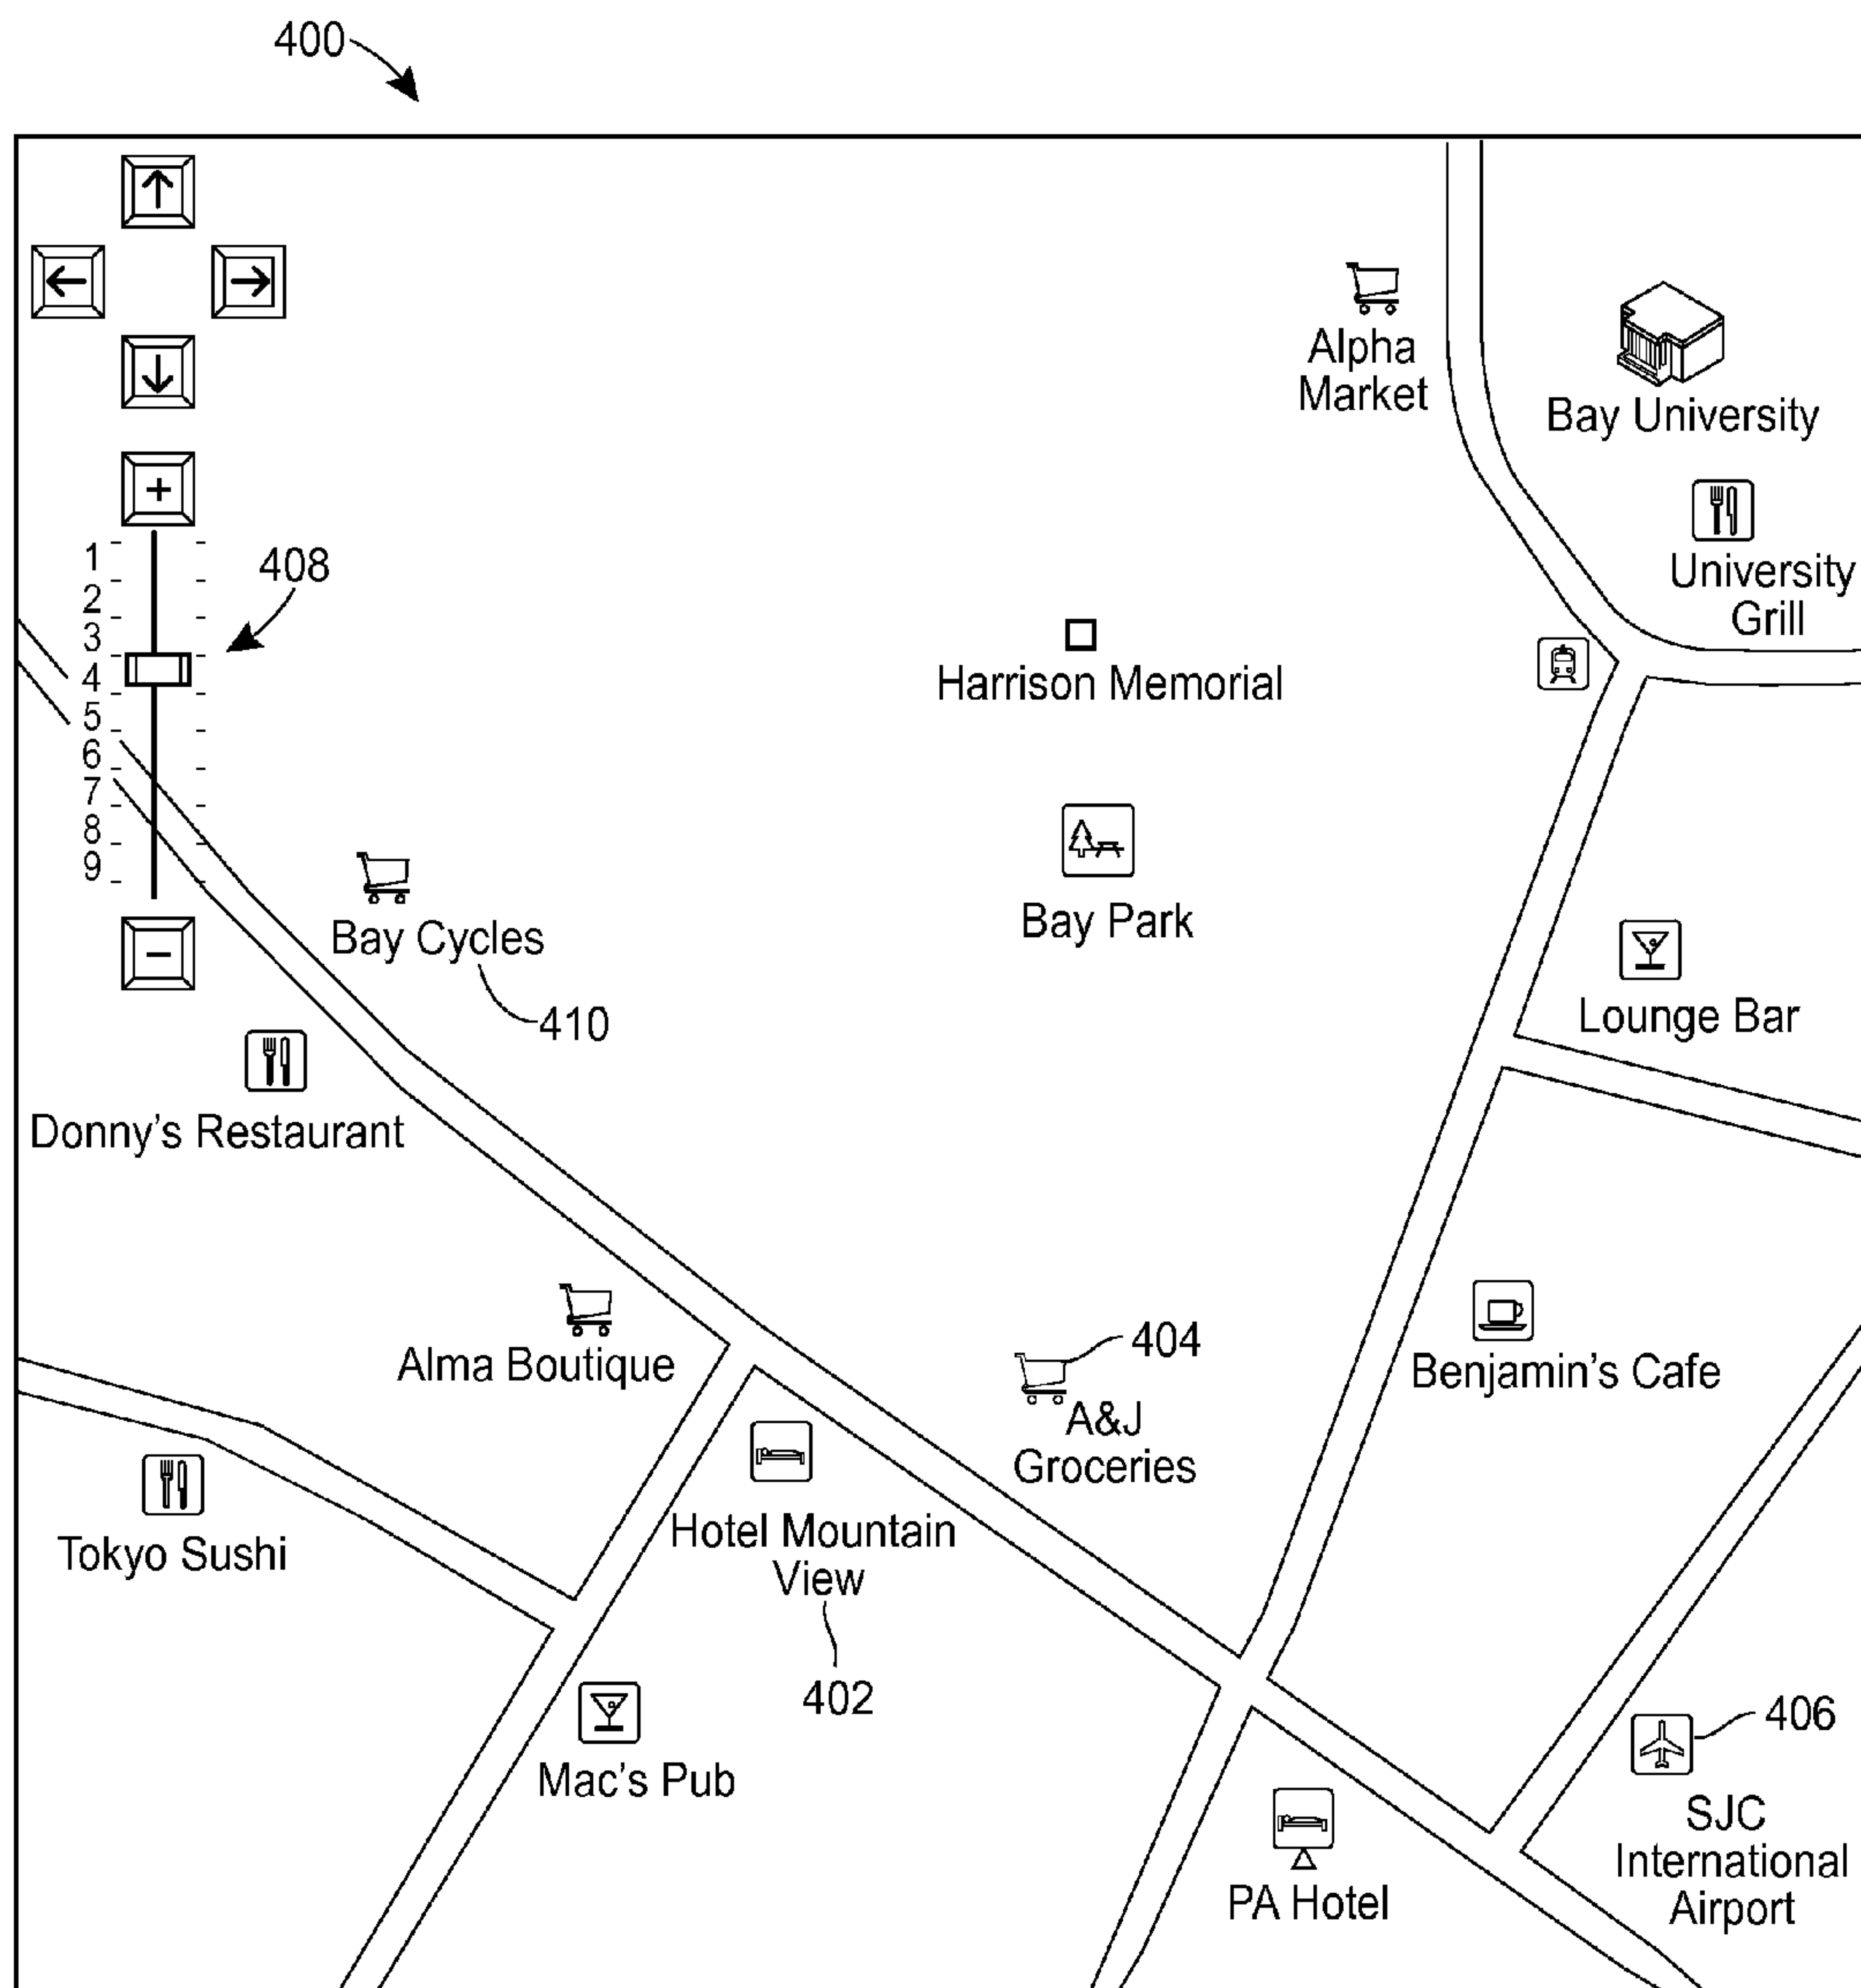 400
+
1
2
3
4
5
6
7
8
9
−
408
Alpha
Market
Bay University
University
Grill
Harrison Memorial
Bay Park
Bay Cycles
410
Lounge Bar
Donny's Restaurant
Alma Boutique
404
A&J
Groceries
Benjamin's Cafe
Tokyo Sushi
Hotel Mountain
View
402
Mac's Pub
406
SJC
International
Airport
PA Hotel